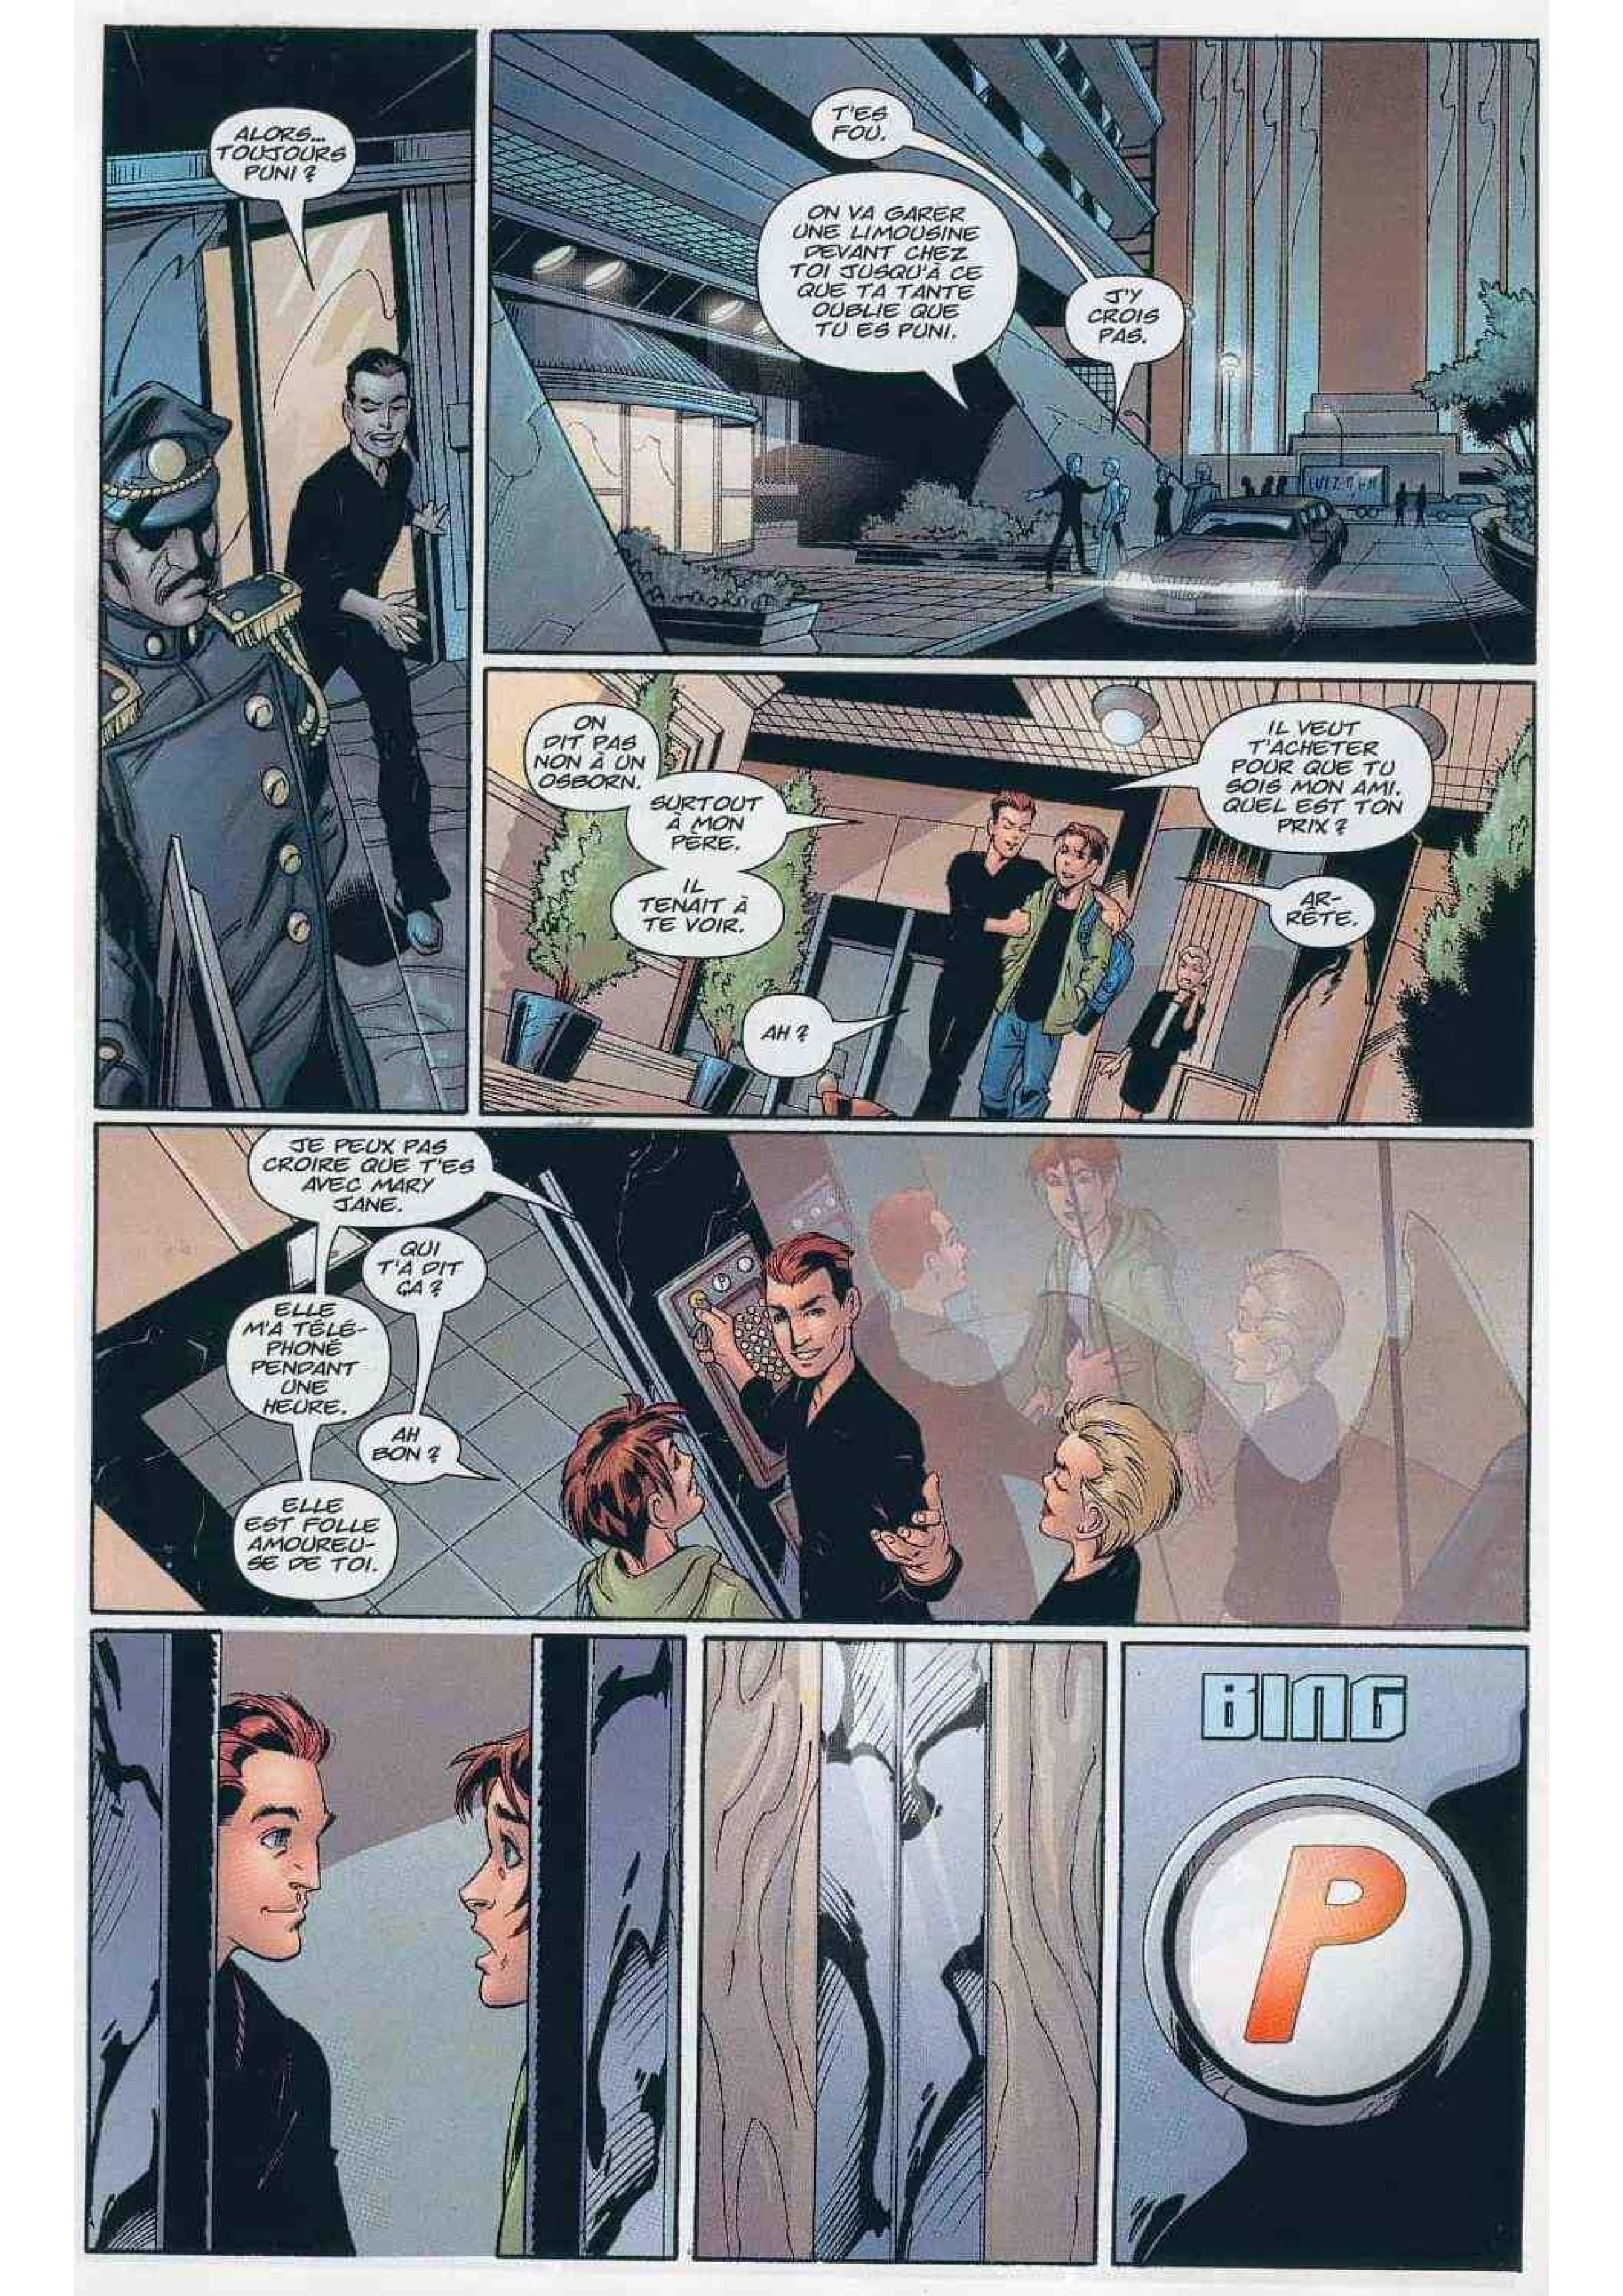 ALORS...
TOUJOURS
PUNI ?
T'ES
FOU.
ON VA GARER
UNE LIMOUSINE
DEVANT CHEZ
TOI JUSQU'À CE
QUE TA TANTE
OUBLIE QUE
TU ES PUNI.
J'Y
CROIS
PAS.
ON
DIT PAS
NON À UN
OSBORN.
SURTOUT
À MON
PÈRE.
IL
TENAIT À
TE VOIR.
AH ?
IL VEUT
T'ACHETER
POUR QUE TU
SOIS MON AMI.
QUEL EST TON
PRIX ?
AR-
RÊTE.
JE PEUX PAS
CROIRE QUE T'ES
AVEC MARY
JANE.
QUI
T'A DIT
ÇA ?
ELLE
M'A TÉLÉ-
PHONÉ
PENDANT
UNE
HEURE.
AH
BON ?
ELLE
EST FOLLE
AMOUREU-
SE DE TOI.
P
BING
P